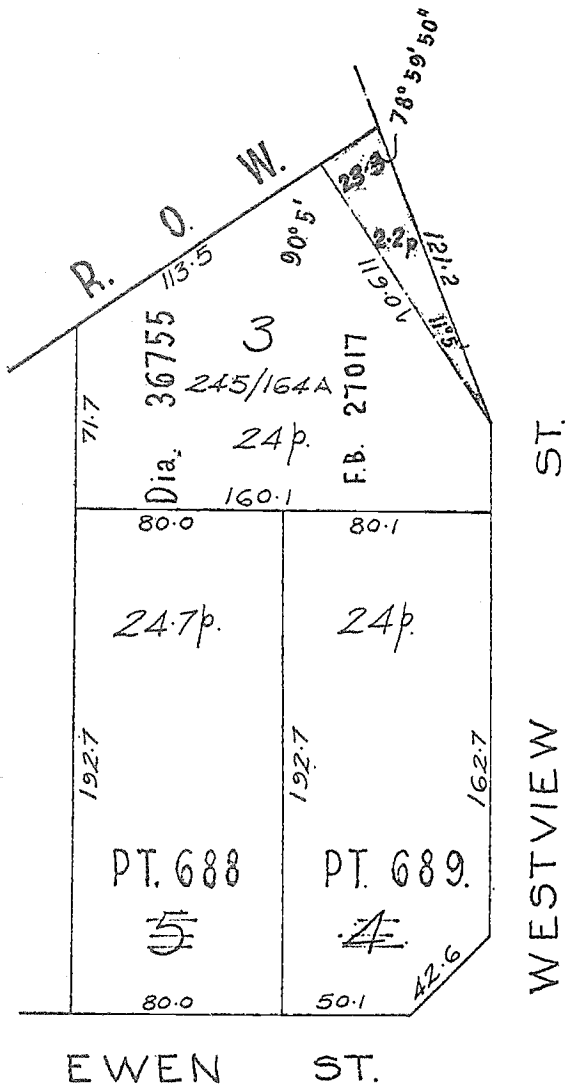 R. O. W.
78°59'50"
113.5
90°5'
23.3
2.2p
119.07
121.2
11°5'
71.7
Dia. 36755
3
245/164A
24p.
F.B. 27017
160.1
80.0
80.1
24.7p.
24p.
192.7
192.7
162.7
PT. 688
PT. 689.
5
4
42.6
80.0
50.1
EWEN ST.
WESTVIEW ST.